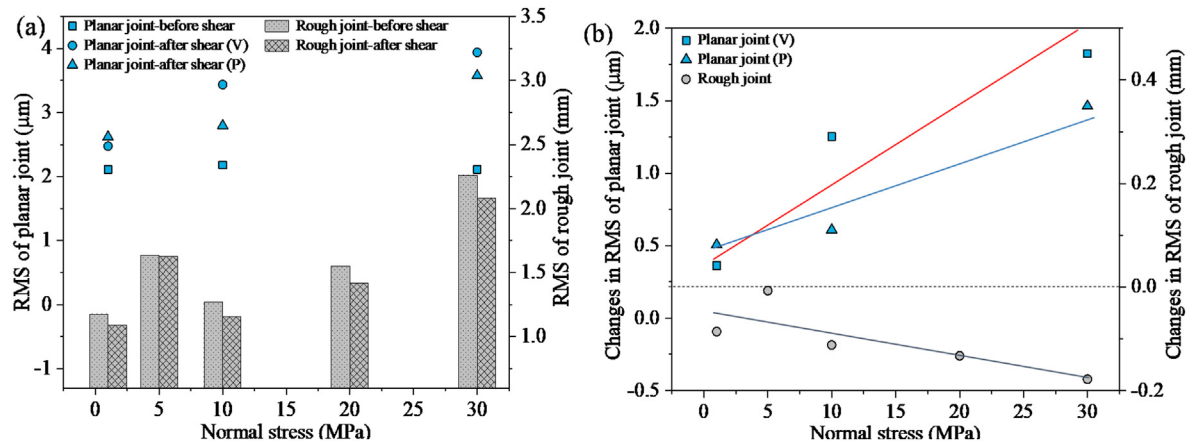 (a)
Planar joint-before shear
Planar joint-after shear (V)
Planar joint-after shear (P)
Rough joint-before shear
Rough joint-after shear
RMS of planar joint (μm)
4
3
2
1
0
-1
0 5 10 15 20 25 30
Normal stress (MPa)
3.5
3.0
2.5
2.0
1.5
1.0
RMS of rough joint (mm)
(b)
Planar joint (V)
Planar joint (P)
Rough joint
Changes in RMS of planar joint (μm)
2.0
1.5
1.0
0.5
0.0
-0.5
0 5 10 15 20 25 30
Normal stress (MPa)
0.4
0.2
0.0
-0.2
Changes in RMS of rough joint (mm)